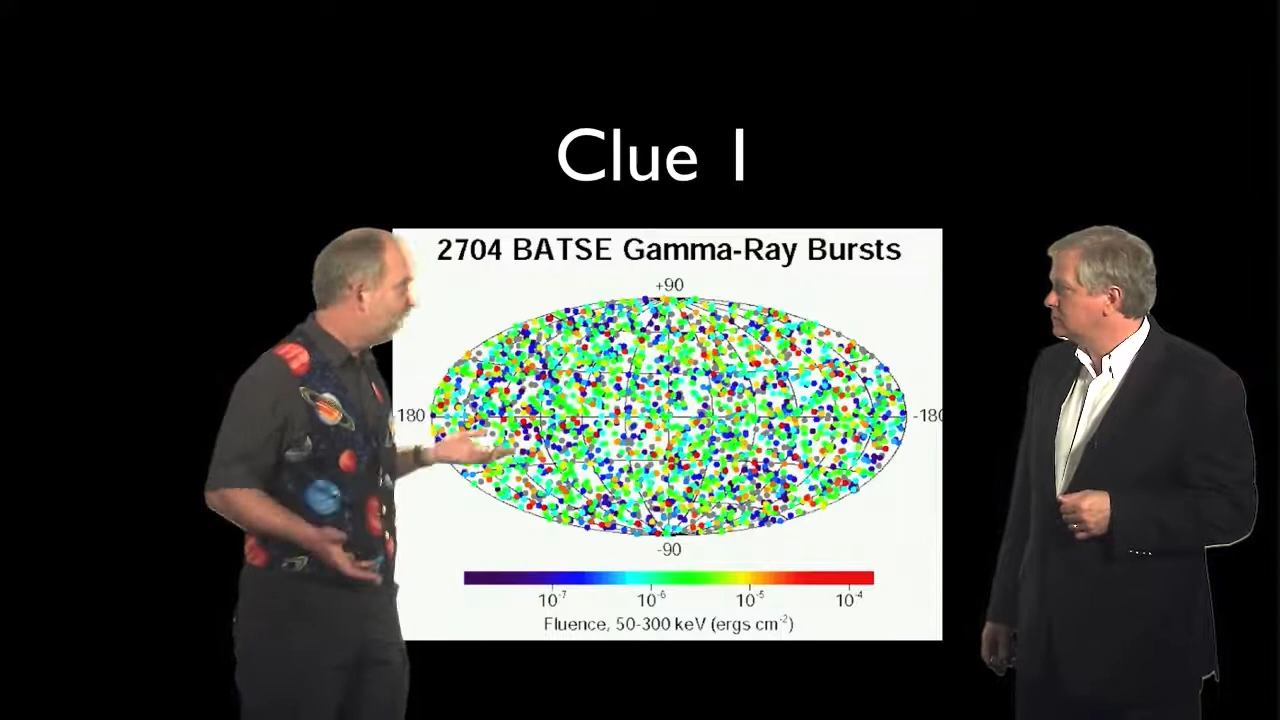 Clue 1
2704 BATSE Gamma-Ray Bursts
+90
180
-180
-90
10⁻⁷ 10⁻⁶ 10⁻⁵ 10⁻⁴
Fluence, 50-300 keV (ergs cm⁻²)